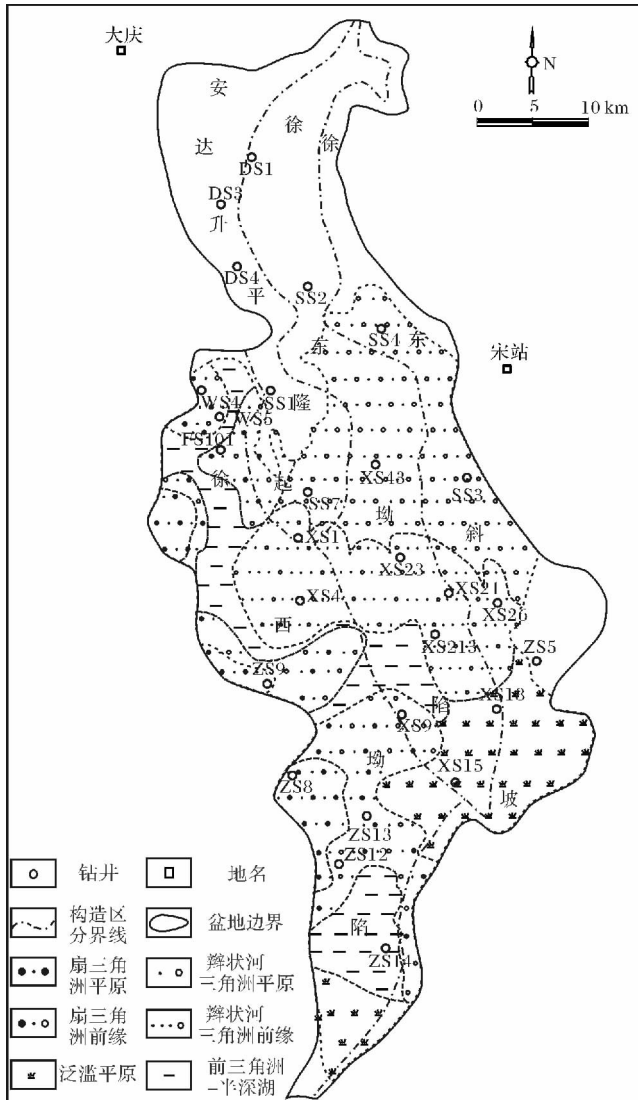 大庆
N
0 5 10 km
安
徐
徐
达
DS1
DS3
升
DS4
平
SS2
东
SS4
东
宋站
WS4
SS1
隆
WS5
FS101
徐
XS43
起
SS3
SS7
坳
斜
XS1
XS23
XS4
XS21
XS26
西
XS213
ZS5
ZS9
陷
XS18
XS9
坳
XS15
ZS8
坡
ZS13
ZS12
陷
ZS14
钻井
地名
构造区
分界线
盆地边界
扇三角
洲平原
辫状河
三角洲平原
扇三角
洲前缘
辫状河
三角洲前缘
泛滥平原
前三角洲
-半深湖